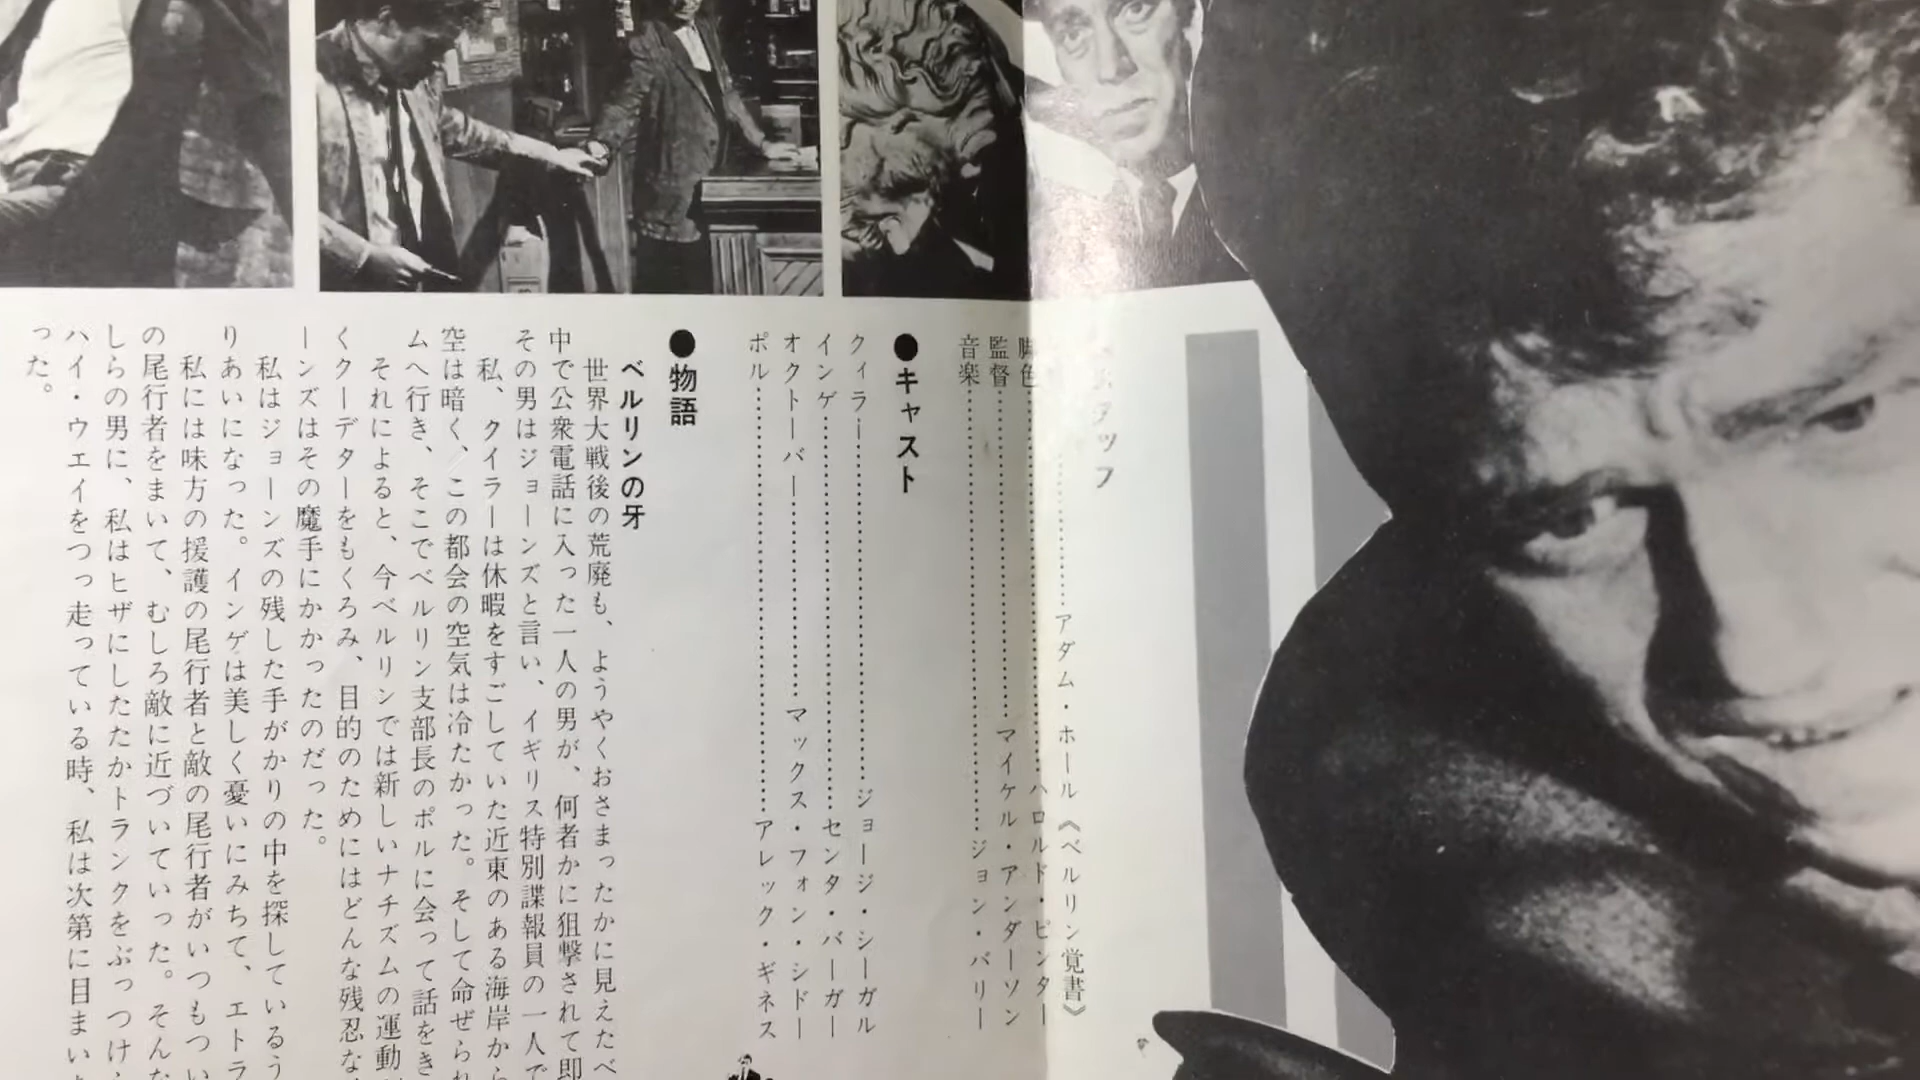 スタッフ
アダム・ホール《ベルリン覚書》
脚色………ハロルド・ピンター
監督………マイケル・アンダーソン
音楽………ジョン・バリー
●キャスト
クィラー………ジョージ・シーガル
インゲ………センタ・バーガー
オクトーバー………マックス・フォン・シドー
ポル………アレック・ギネス
●物語
ベルリンの牙
世界大戦後の荒廃も、ようやくおさまったかに見えたベ
中で公衆電話に入った一人の男が、何者かに狙撃されて即
その男はジョーンズと言い、イギリス特別諜報員の一人で
私、クイラーは休暇をすごしていた近東のある海岸から
空は暗く、この都会の空気は冷たかった。そして命ぜられ
ムへ行き、そこでベルリン支部長のポルに会って話をき
それによると、今ベルリンでは新しいナチズムの運動
くクーデターをもくろみ、目的のためにはどんな残忍な
ーンズはその魔手にかかったのだった。
私はジョーンズの残した手がかりの中を探しているう
りあいになった。インゲは美しく憂いにみちて、エトラ
私には味方の援護の尾行者と敵の尾行者がいつもつい
の尾行者をまいて、むしろ敵に近づいていった。そんな
しらの男に、私はヒザにしたたかトランクをぶっつけ
ハイ・ウエイをつっ走っている時、私は次第に目まい
った。